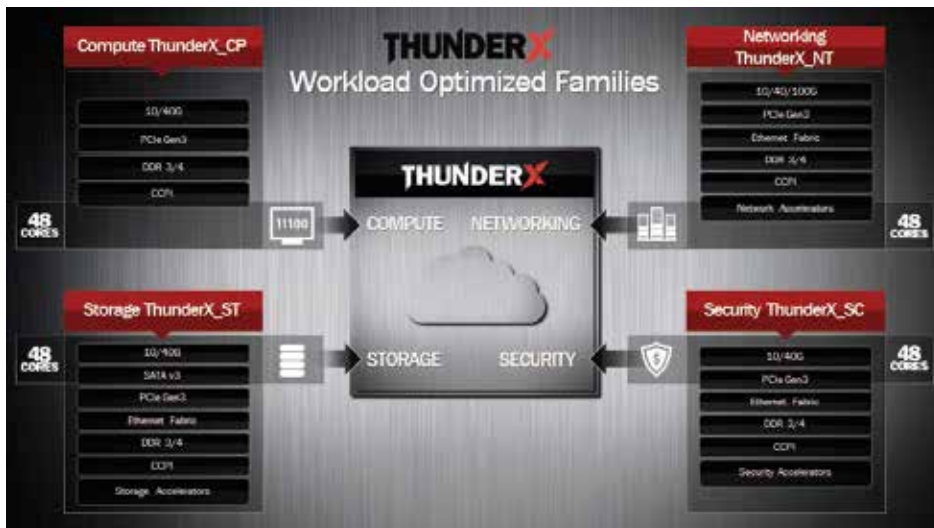 THUNDERX
Workload Optimized Families
Compute ThunderX_CP
10/40G
PCIe Gen3
DDR 3/4
CCPI
48
CORES
11100
Networking
ThunderX_NT
10/40/100G
PCIe Gen3
Ethernet Fabric
DDR 3/4
CCPI
Network Accelerators
48
CORES
THUNDERX
COMPUTE
NETWORKING
STORAGE
SECURITY
Storage ThunderX_ST
10/40G
SATA v3
PCIe Gen3
Ethernet Fabric
DDR 3/4
CCPI
Storage Accelerators
48
CORES
Security ThunderX_SC
10/40G
PCIe Gen3
Ethernet Fabric
DDR 3/4
CCPI
Security Accelerators
48
CORES